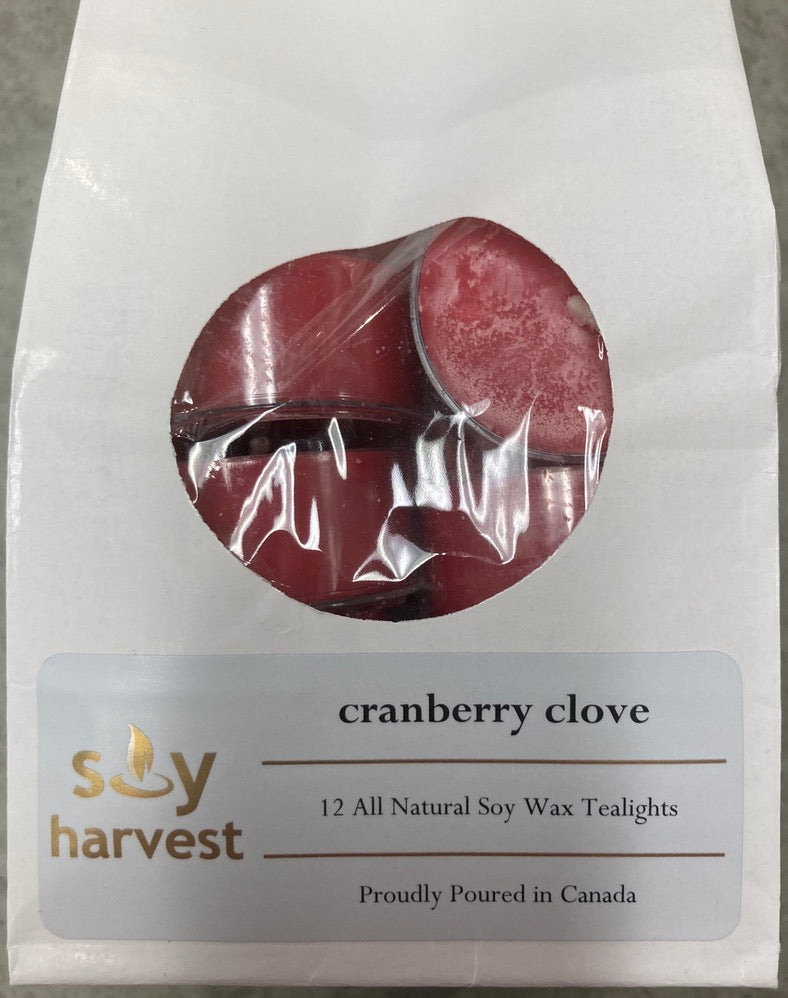 cranberry clove
soy
harvest
12 All Natural Soy Wax Tealights
Proudly Poured in Canada